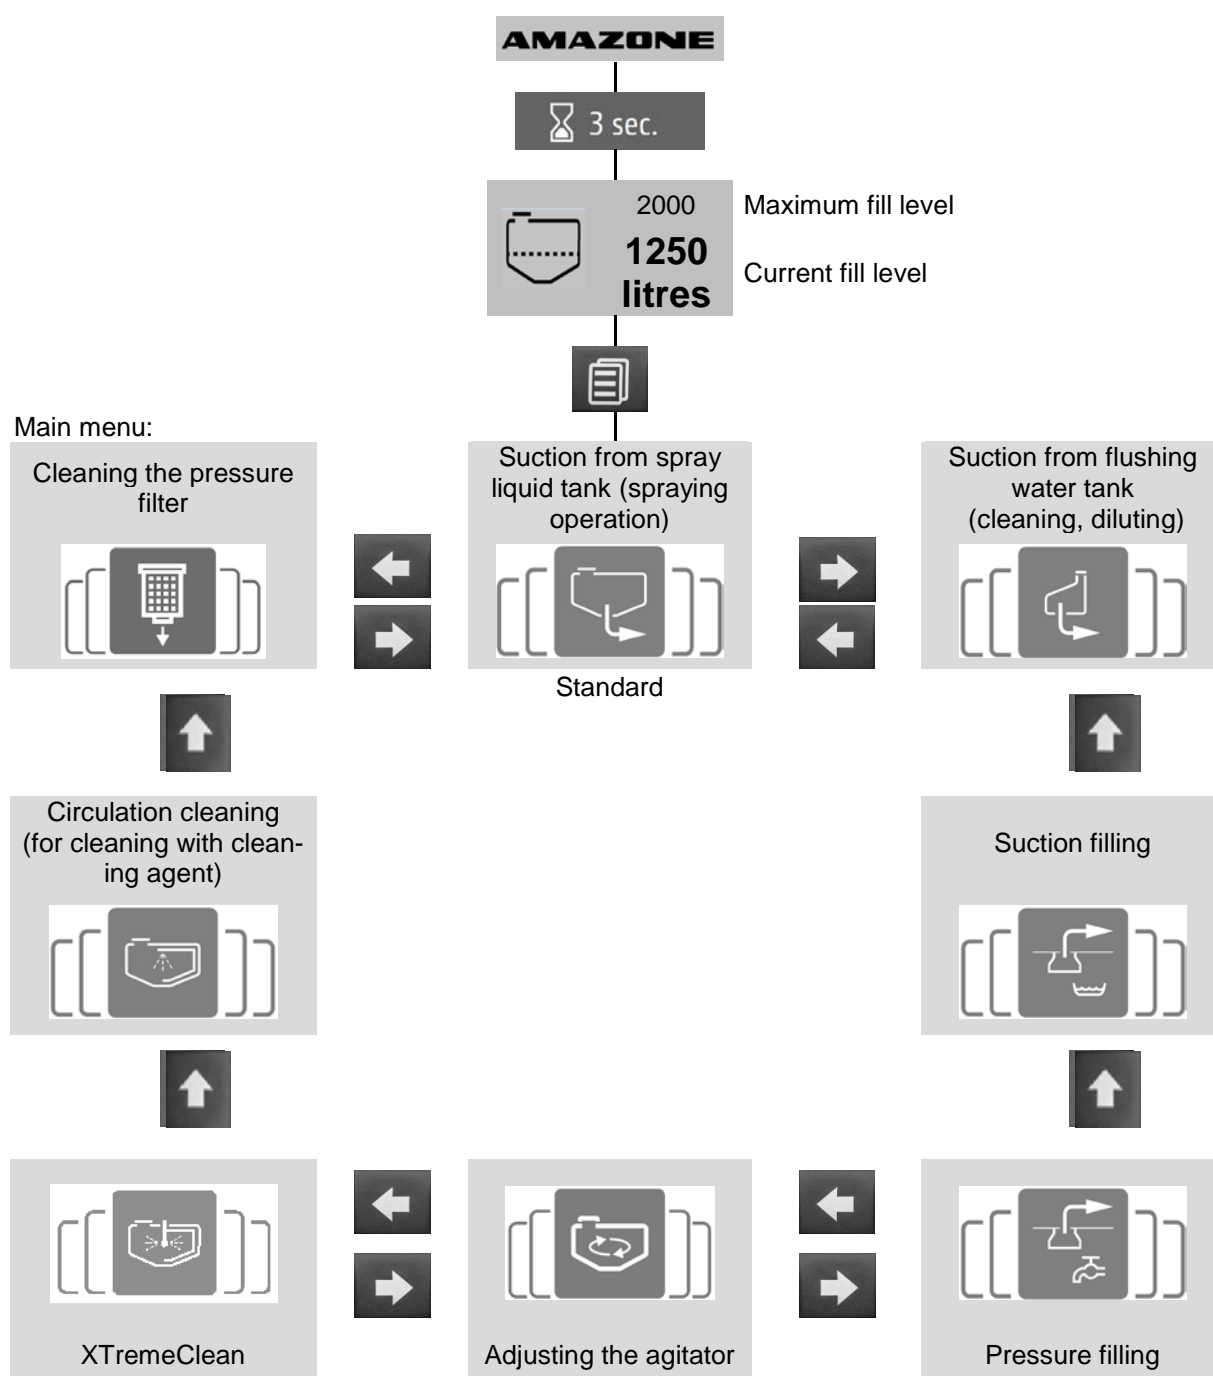 AMAZONE
3 sec.
2000
Maximum fill level
1250
litres
Current fill level
Main menu:
Cleaning the pressure
filter
Suction from spray
liquid tank (spraying
operation)
Suction from flushing
water tank
(cleaning, diluting)
Standard
Circulation cleaning
(for cleaning with clean-
ing agent)
Suction filling
XTremeClean
Adjusting the agitator
Pressure filling